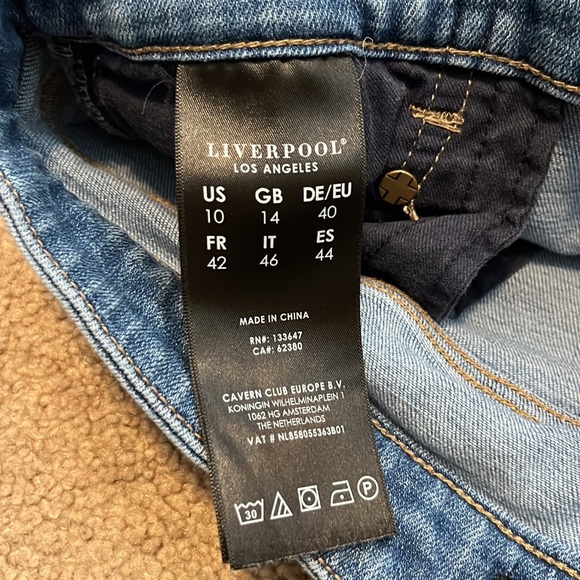 LIVERPOOL®
LOS ANGELES
US GB DE/EU
10 14 40
FR IT ES
42 46 44
MADE IN CHINA
RN#: 133647
CA#: 62380
CAVERN CLUB EUROPE B.V.
KONINGIN WILHELMINAPLEIN 1
1062 HG AMSTERDAM
THE NETHERLANDS
VAT # NL858055363B01
30 P